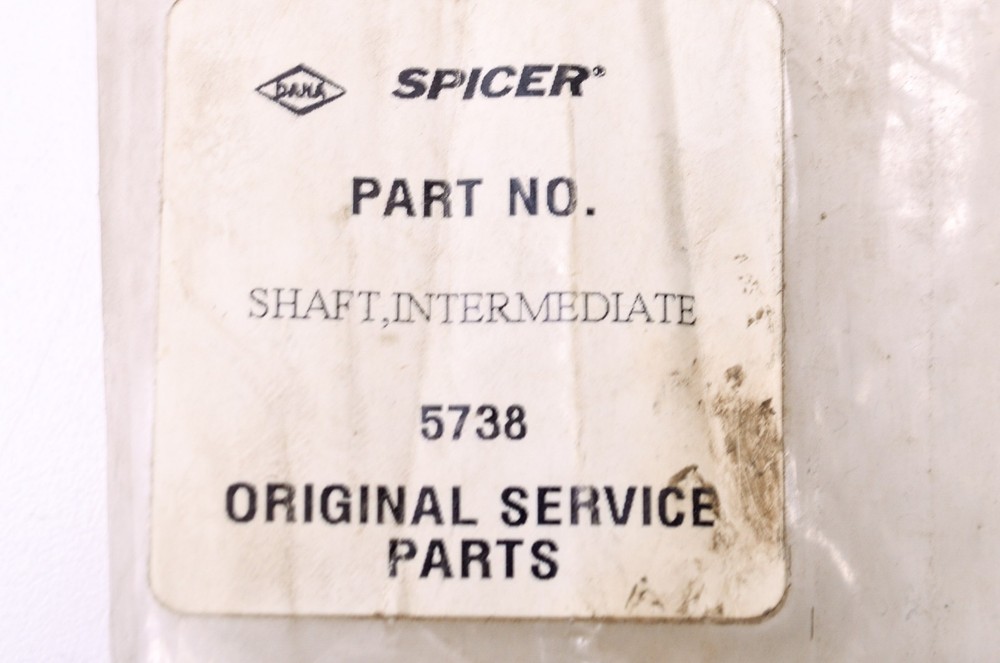 DANA SPICER®
PART NO.
SHAFT,INTERMEDIATE
5738
ORIGINAL SERVICE
PARTS